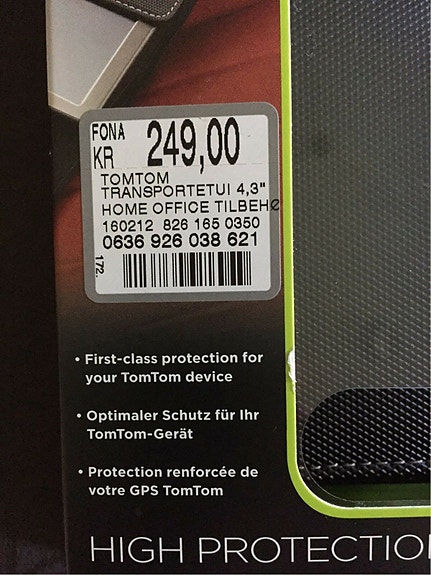 FONA
KR 249,00
TOMTOM
TRANSPORTETUI 4,3"
HOME OFFICE TILBEHØ
160212 826 165 0350
0636 926 038 621
172.
• First-class protection for
your TomTom device
• Optimaler Schutz für Ihr
TomTom-Gerät
• Protection renforcée de
votre GPS TomTom
HIGH PROTECTIO